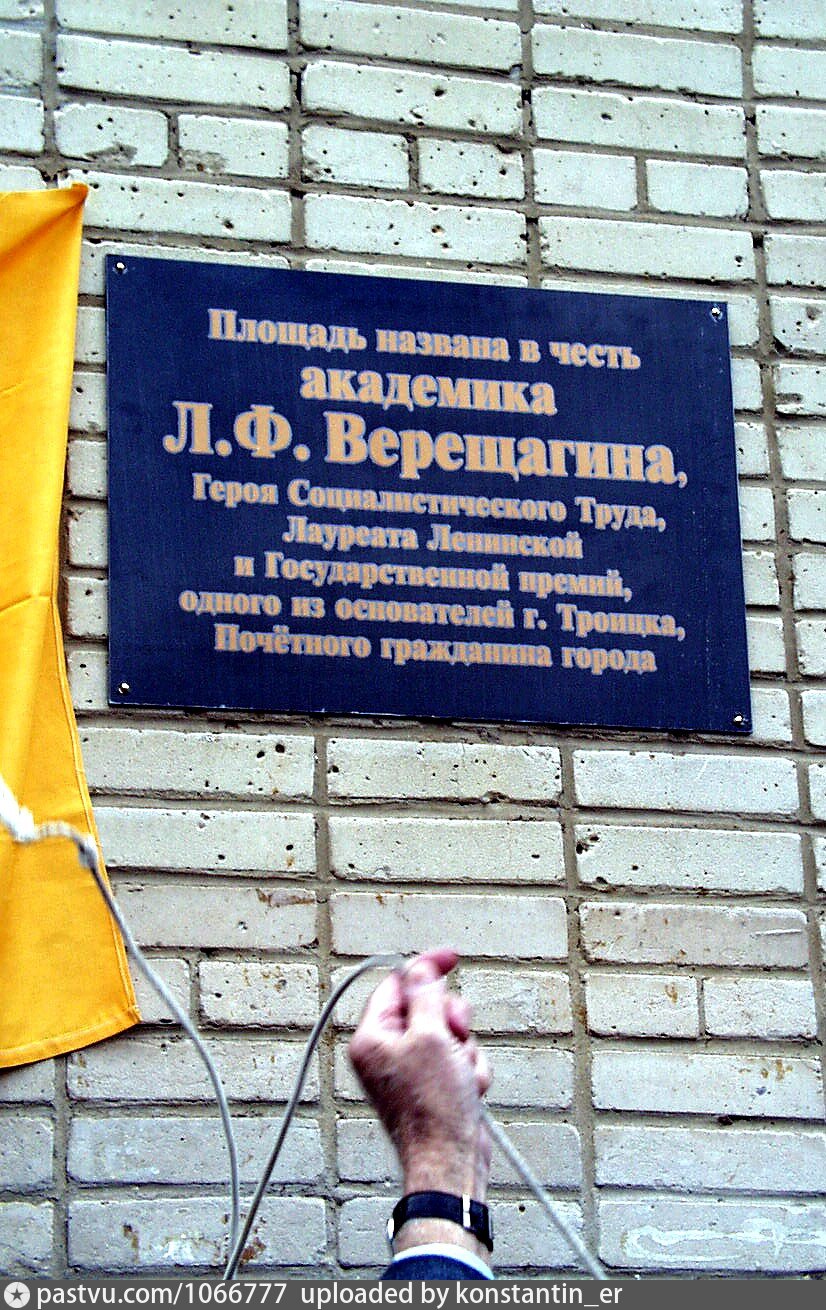 Площадь названа в честь
академика
Л.Ф. Верещагина,
Героя Социалистического Труда,
Лауреата Ленинской
и Государственной премий,
одного из основателей г. Троицка,
Почётного гражданина города
pastvu.com/1066777 uploaded by konstantin_er